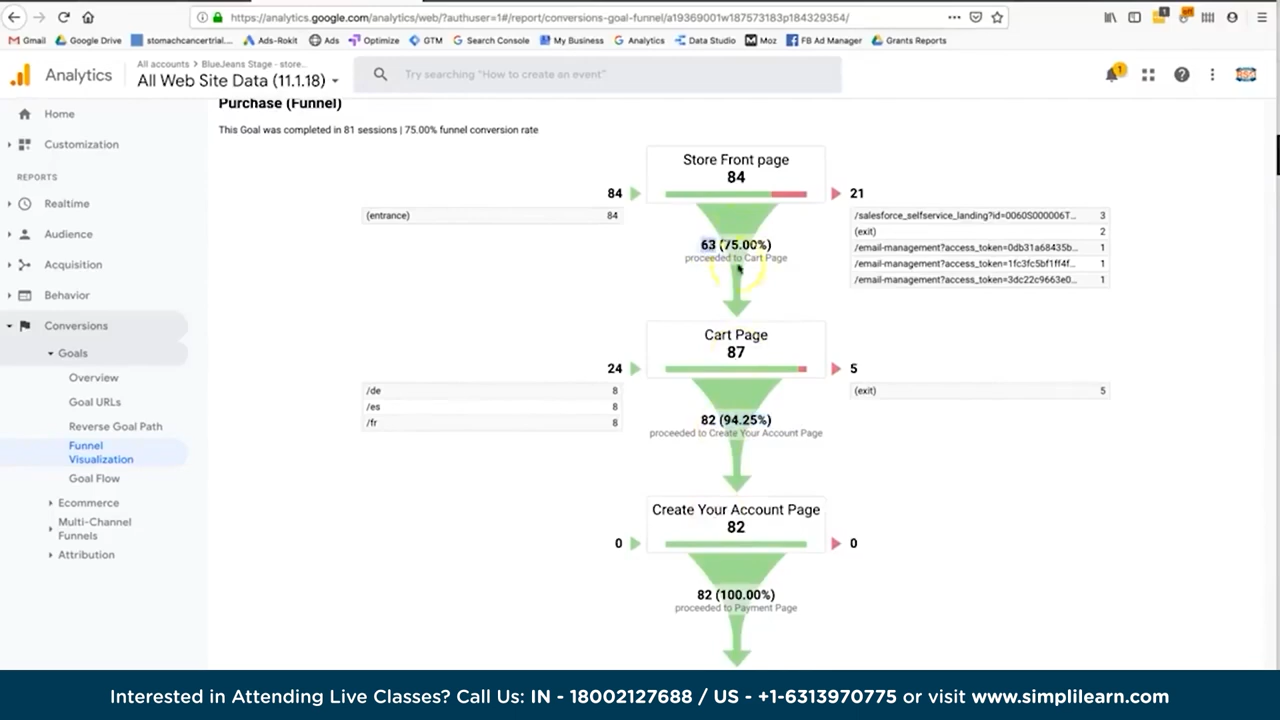 https://analytics.google.com/analytics/web/?authuser=1#/report/conversions-goal-funnel/a19369001w187573183p184329354/
Gmail
Google Drive
stomachcancertrial....
Ads-Rokit
Ads
Optimize
GTM
Search Console
My Business
Analytics
Data Studio
Moz
FB Ad Manager
Grants Reports
Analytics
All accounts > BlueJeans Stage - store...
All Web Site Data (11.1.18)
Try searching "How to create an event"
1
Home
Customization
REPORTS
Realtime
Audience
Acquisition
Behavior
Conversions
Goals
Overview
Goal URLs
Reverse Goal Path
Funnel
Visualization
Goal Flow
Ecommerce
Multi-Channel
Funnels
Attribution
Purchase (Funnel)
This Goal was completed in 81 sessions | 75.00% funnel conversion rate
Store Front page
84
84
21
(entrance) 84
/salesforce_selfservice_landing?id=0060S000006T... 3
(exit) 2
/email-management?access_token=0db31a68435b... 1
/email-management?access_token=1fc3fc5bf1ff4f... 1
/email-management?access_token=3dc22c9663e0... 1
63 (75.00%)
proceeded to Cart Page
Cart Page
87
24
5
/de 8
/es 8
/fr 8
(exit) 5
82 (94.25%)
proceeded to Create Your Account Page
Create Your Account Page
82
0
0
82 (100.00%)
proceeded to Payment Page
Interested in Attending Live Classes? Call Us: IN - 18002127688 / US - +1-6313970775 or visit www.simplilearn.com